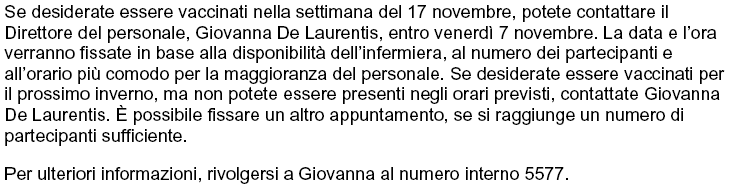 Se desiderate essere vaccinati nella settimana del 17 novembre, potete contattare il
Direttore del personale, Giovanna De Laurentis, entro venerdì 7 novembre. La data e l'ora
verranno fissate in base alla disponibilità dell'infermiera, al numero dei partecipanti e
all'orario più comodo per la maggioranza del personale. Se desiderate essere vaccinati per
il prossimo inverno, ma non potete essere presenti negli orari previsti, contattate Giovanna
De Laurentis. È possibile fissare un altro appuntamento, se si raggiunge un numero di
partecipanti sufficiente.
Per ulteriori informazioni, rivolgersi a Giovanna al numero interno 5577.